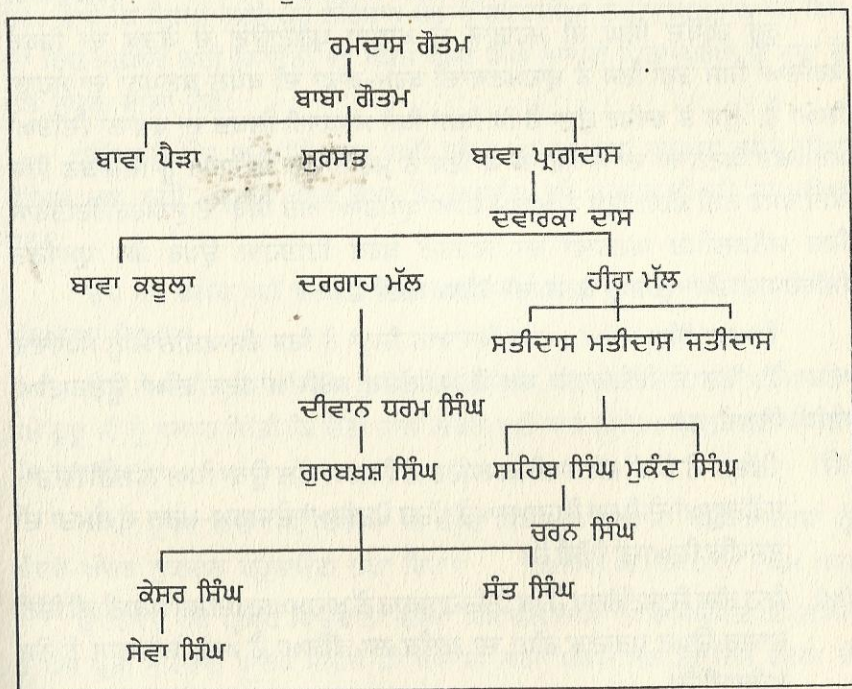 ਰਮਦਾਸ ਗੌਤਮ
ਬਾਬਾ ਗੌਤਮ
ਬਾਵਾ ਪੈੜਾ ਸੁਰਸਤ ਬਾਵਾ ਪ੍ਰਾਗਦਾਸ
ਦਵਾਰਕਾ ਦਾਸ
ਬਾਵਾ ਕਬੂਲਾ ਦਰਗਾਹ ਮੱਲ ਹੀਰਾ ਮੱਲ
ਸਤੀਦਾਸ ਮਤੀਦਾਸ ਜਤੀਦਾਸ
ਦੀਵਾਨ ਧਰਮ ਸਿੰਘ
ਗੁਰਬਖ਼ਸ਼ ਸਿੰਘ ਸਾਹਿਬ ਸਿੰਘ ਮੁਕੰਦ ਸਿੰਘ
ਚਰਨ ਸਿੰਘ
ਕੇਸਰ ਸਿੰਘ ਸੰਤ ਸਿੰਘ
ਸੇਵਾ ਸਿੰਘ